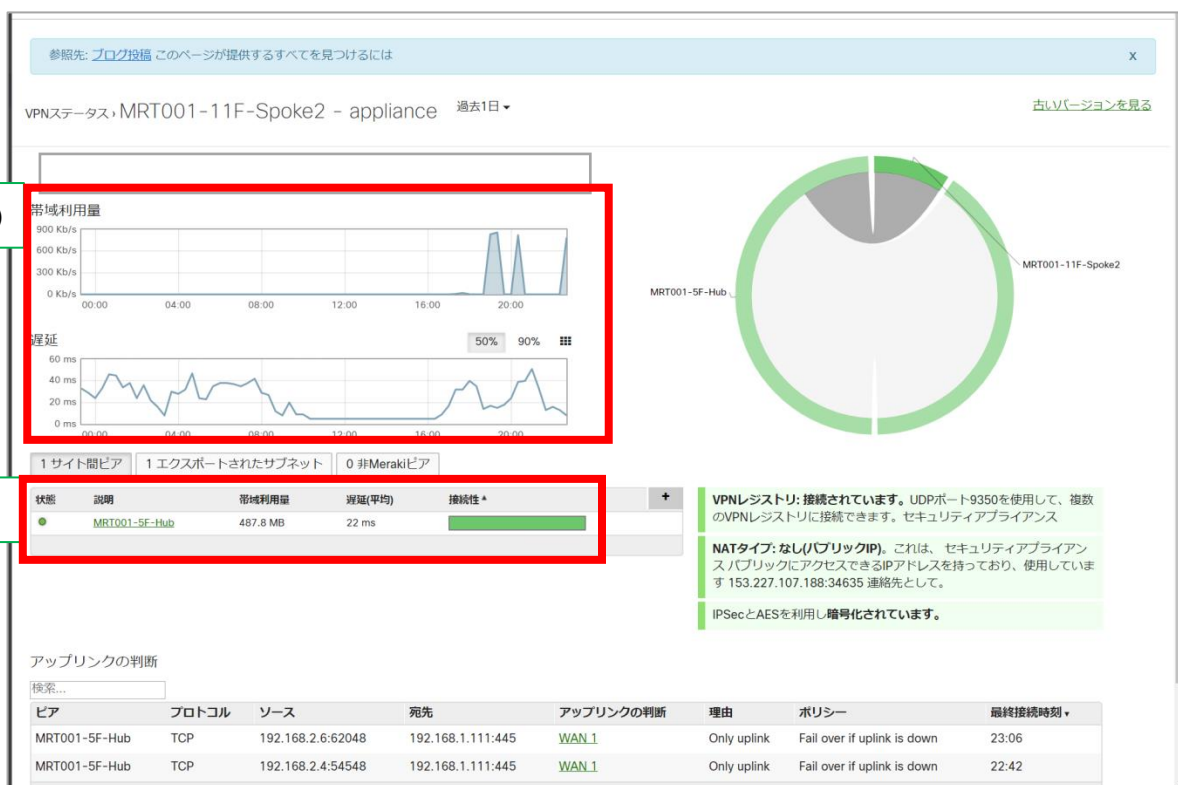 参照先: ブログ投稿 このページが提供するすべてを見つけるには x
VPNステータス › MRT001-11F-Spoke2 - appliance 過去1日
古いバージョンを見る
帯域利用量
900 Kb/s
600 Kb/s
300 Kb/s
0 Kb/s
00:00 04:00 08:00 12:00 16:00 20:00
遅延 50% 90%
60 ms
40 ms
20 ms
0 ms
00:00 04:00 08:00 12:00 16:00 20:00
MRT001-5F-Hub
MRT001-11F-Spoke2
1 サイト間ピア 1 エクスポートされたサブネット 0 非Merakiピア
状態 説明 帯域利用量 遅延(平均) 接続性 +
MRT001-5F-Hub 487.8 MB 22 ms
VPNレジストリ: 接続されています。UDPポート9350を使用して、複数
のVPNレジストリに接続できます。セキュリティアプライアンス
NATタイプ: なし(パブリックIP)。これは、 セキュリティアプライアン
ス パブリックにアクセスできるIPアドレスを持っており、使用していま
す 153.227.107.188:34635 連絡先として。
IPSecとAESを利用し暗号化されています。
アップリンクの判断
検索...
ピア プロトコル ソース 宛先 アップリンクの判断 理由 ポリシー 最終接続時刻
MRT001-5F-Hub TCP 192.168.2.6:62048 192.168.1.111:445 WAN 1 Only uplink Fail over if uplink is down 23:06
MRT001-5F-Hub TCP 192.168.2.4:54548 192.168.1.111:445 WAN 1 Only uplink Fail over if uplink is down 22:42